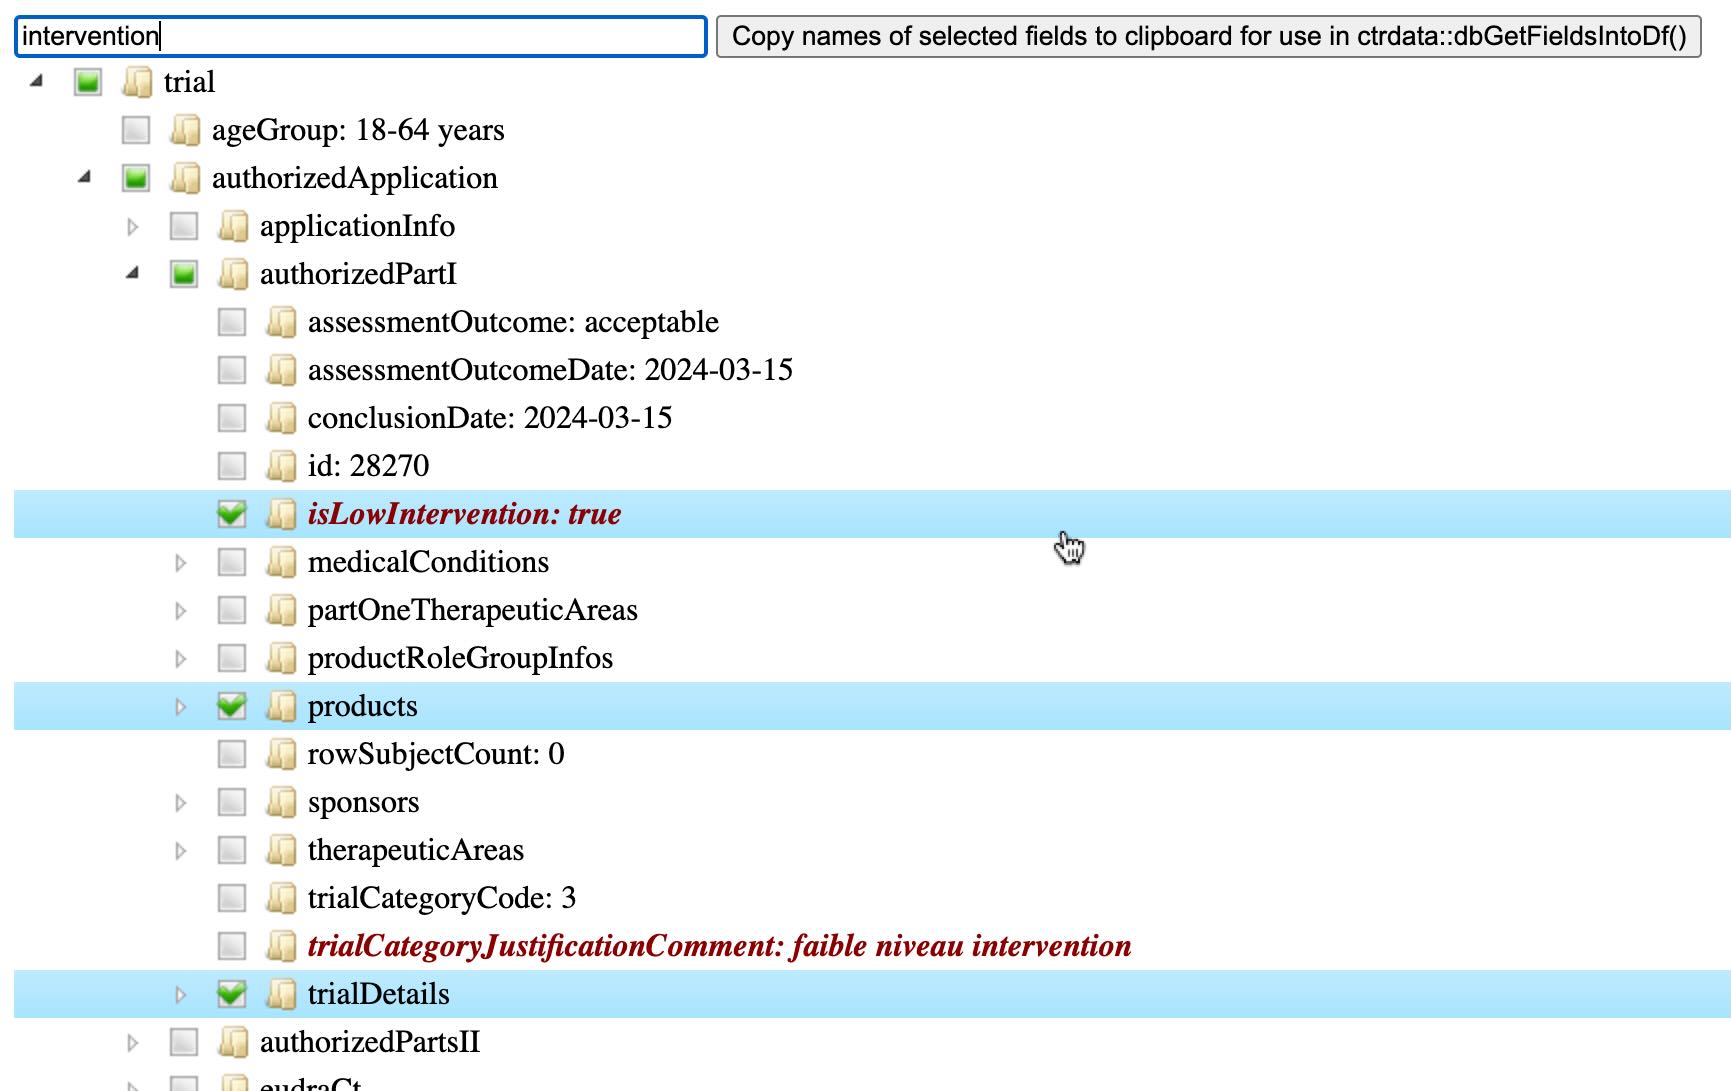 intervention
Copy names of selected fields to clipboard for use in ctrdata::dbGetFieldsIntoDf()
trial
ageGroup: 18-64 years
authorizedApplication
applicationInfo
authorizedPartI
assessmentOutcome: acceptable
assessmentOutcomeDate: 2024-03-15
conclusionDate: 2024-03-15
id: 28270
isLowIntervention: true
medicalConditions
partOneTherapeuticAreas
productRoleGroupInfos
products
rowSubjectCount: 0
sponsors
therapeuticAreas
trialCategoryCode: 3
trialCategoryJustificationComment: faible niveau intervention
trialDetails
authorizedPartsII
eudraCt